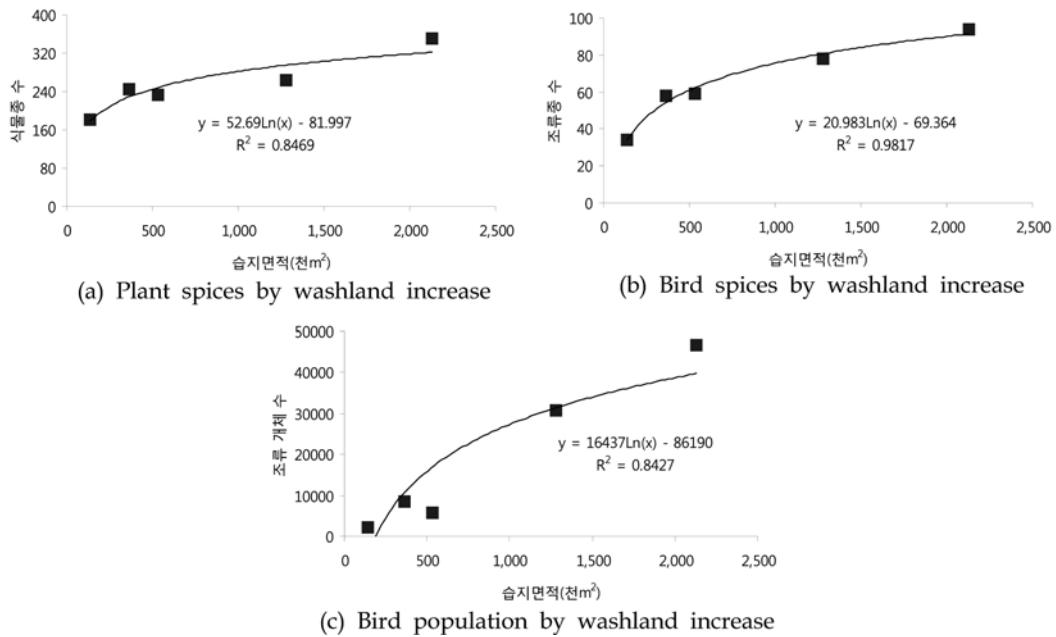 400
320
240
160
80
0
식물종 수
y = 52.69Ln(x) - 81.997
R² = 0.8469
0 500 1,000 1,500 2,000 2,500
습지면적(천m²)
(a) Plant spices by washland increase
100
80
60
40
20
0
조류종 수
y = 20.983Ln(x) - 69.364
R² = 0.9817
0 500 1,000 1,500 2,000 2,500
습지면적(천m²)
(b) Bird spices by washland increase
50000
40000
30000
20000
10000
0
조류 개체 수
y = 16437Ln(x) - 86190
R² = 0.8427
0 500 1,000 1,500 2,000 2,500
습지면적(천m²)
(c) Bird population by washland increase